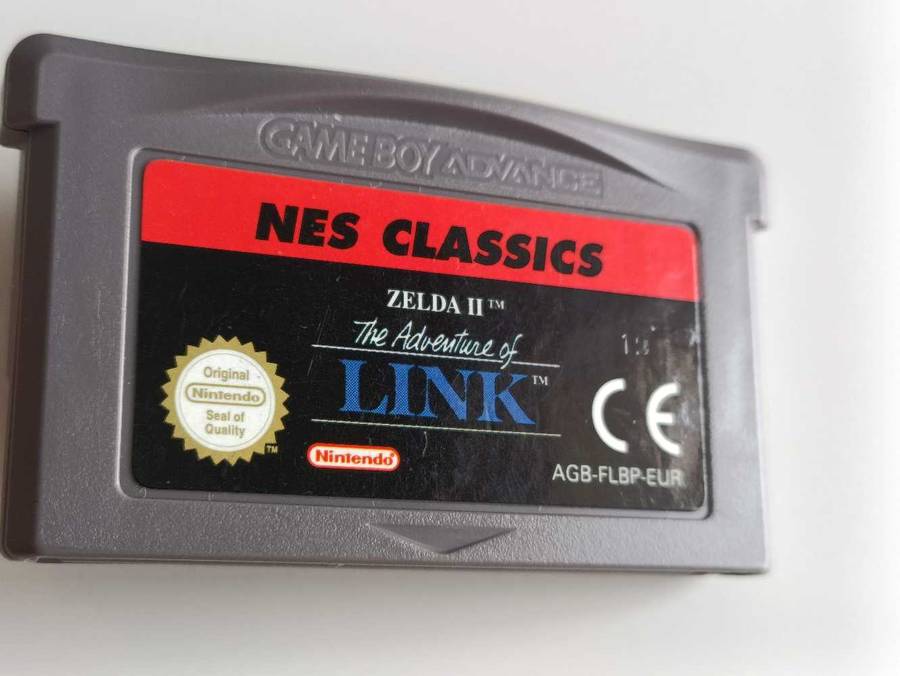 GAME BOY ADVANCE
NES CLASSICS
ZELDA II™
The Adventure of
LINK™
Original
Nintendo
Seal of
Quality
TM
Nintendo
CE
AGB-FLBP-EUR